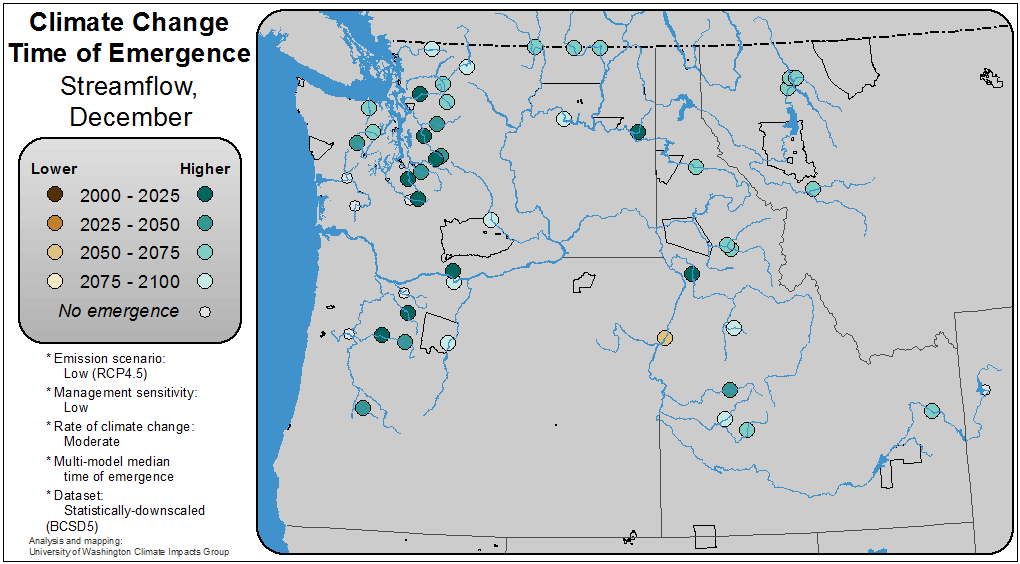 Climate Change
Time of Emergence
Streamflow,
December
Lower Higher
2000 - 2025
2025 - 2050
2050 - 2075
2075 - 2100
No emergence
* Emission scenario:
Low (RCP4.5)
* Management sensitivity:
Low
* Rate of climate change:
Moderate
* Multi-model median
time of emergence
* Dataset:
Statistically-downscaled
(BCSD5)
Analysis and mapping:
University of Washington Climate Impacts Group